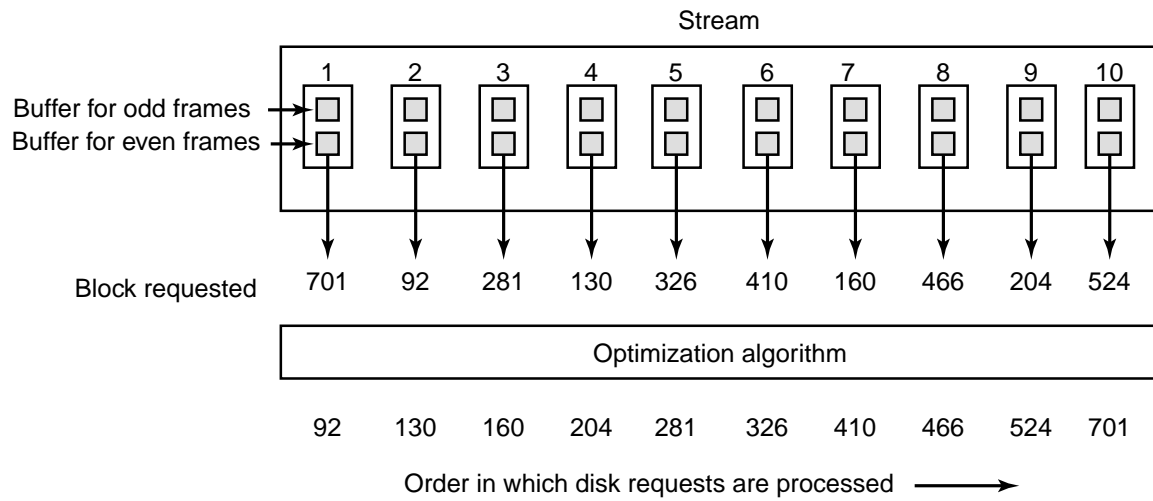 Stream
1 2 3 4 5 6 7 8 9 10
Buffer for odd frames
Buffer for even frames
Block requested 701 92 281 130 326 410 160 466 204 524
Optimization algorithm
92 130 160 204 281 326 410 466 524 701
Order in which disk requests are processed